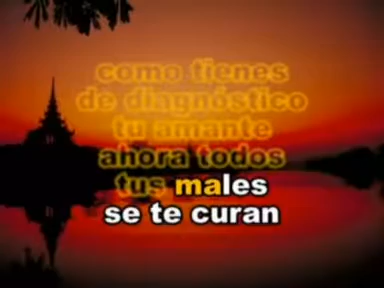 como tienes
de diagnóstico
tu amante
ahora todos
tus males
se te curan